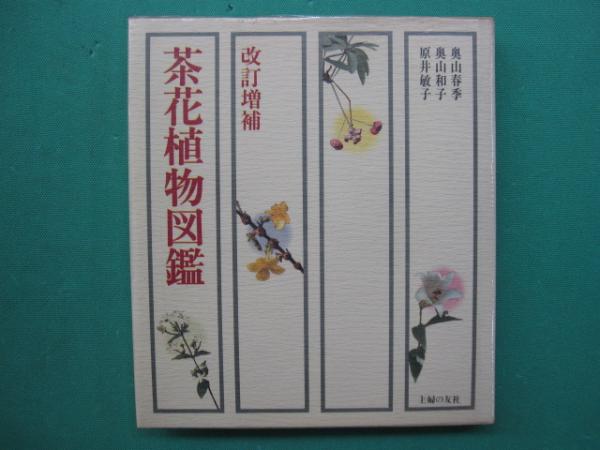 奥山春季
奥山和子
原井敏子
改訂増補
茶花植物図鑑
主婦の友社